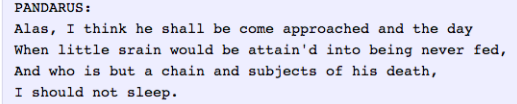 PANDARUS:
Alas, I think he shall be come approached and the day
When little srain would be attain'd into being never fed,
And who is but a chain and subjects of his death,
I should not sleep.